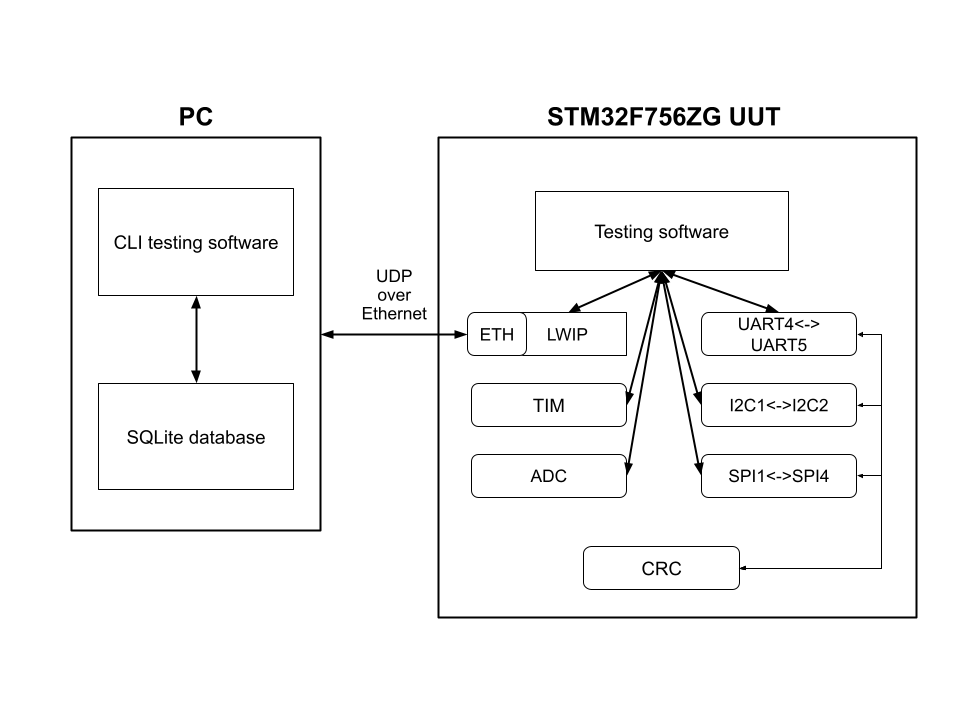 PC
STM32F756ZG UUT
CLI testing software
SQLite database
UDP
over
Ethernet
Testing software
ETH
LWIP
UART4<->
UART5
TIM
I2C1<->I2C2
ADC
SPI1<->SPI4
CRC